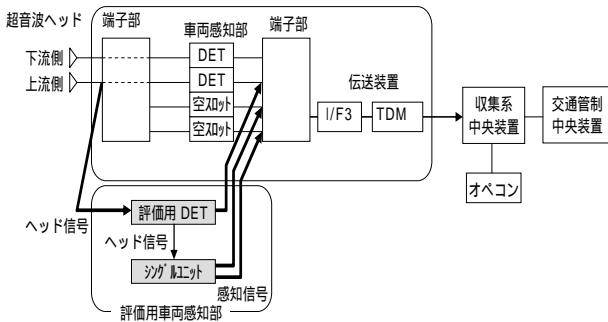 超音波ヘッド
端子部
車両感知部
端子部
下流側
DET
上流側
DET
空スロット
空スロット
伝送装置
I/F3
TDM
収集系
中央装置
交通管制
中央装置
オペコン
評価用 DET
ヘッド信号
ヘッド信号
シングルユニット
感知信号
評価用車両感知部